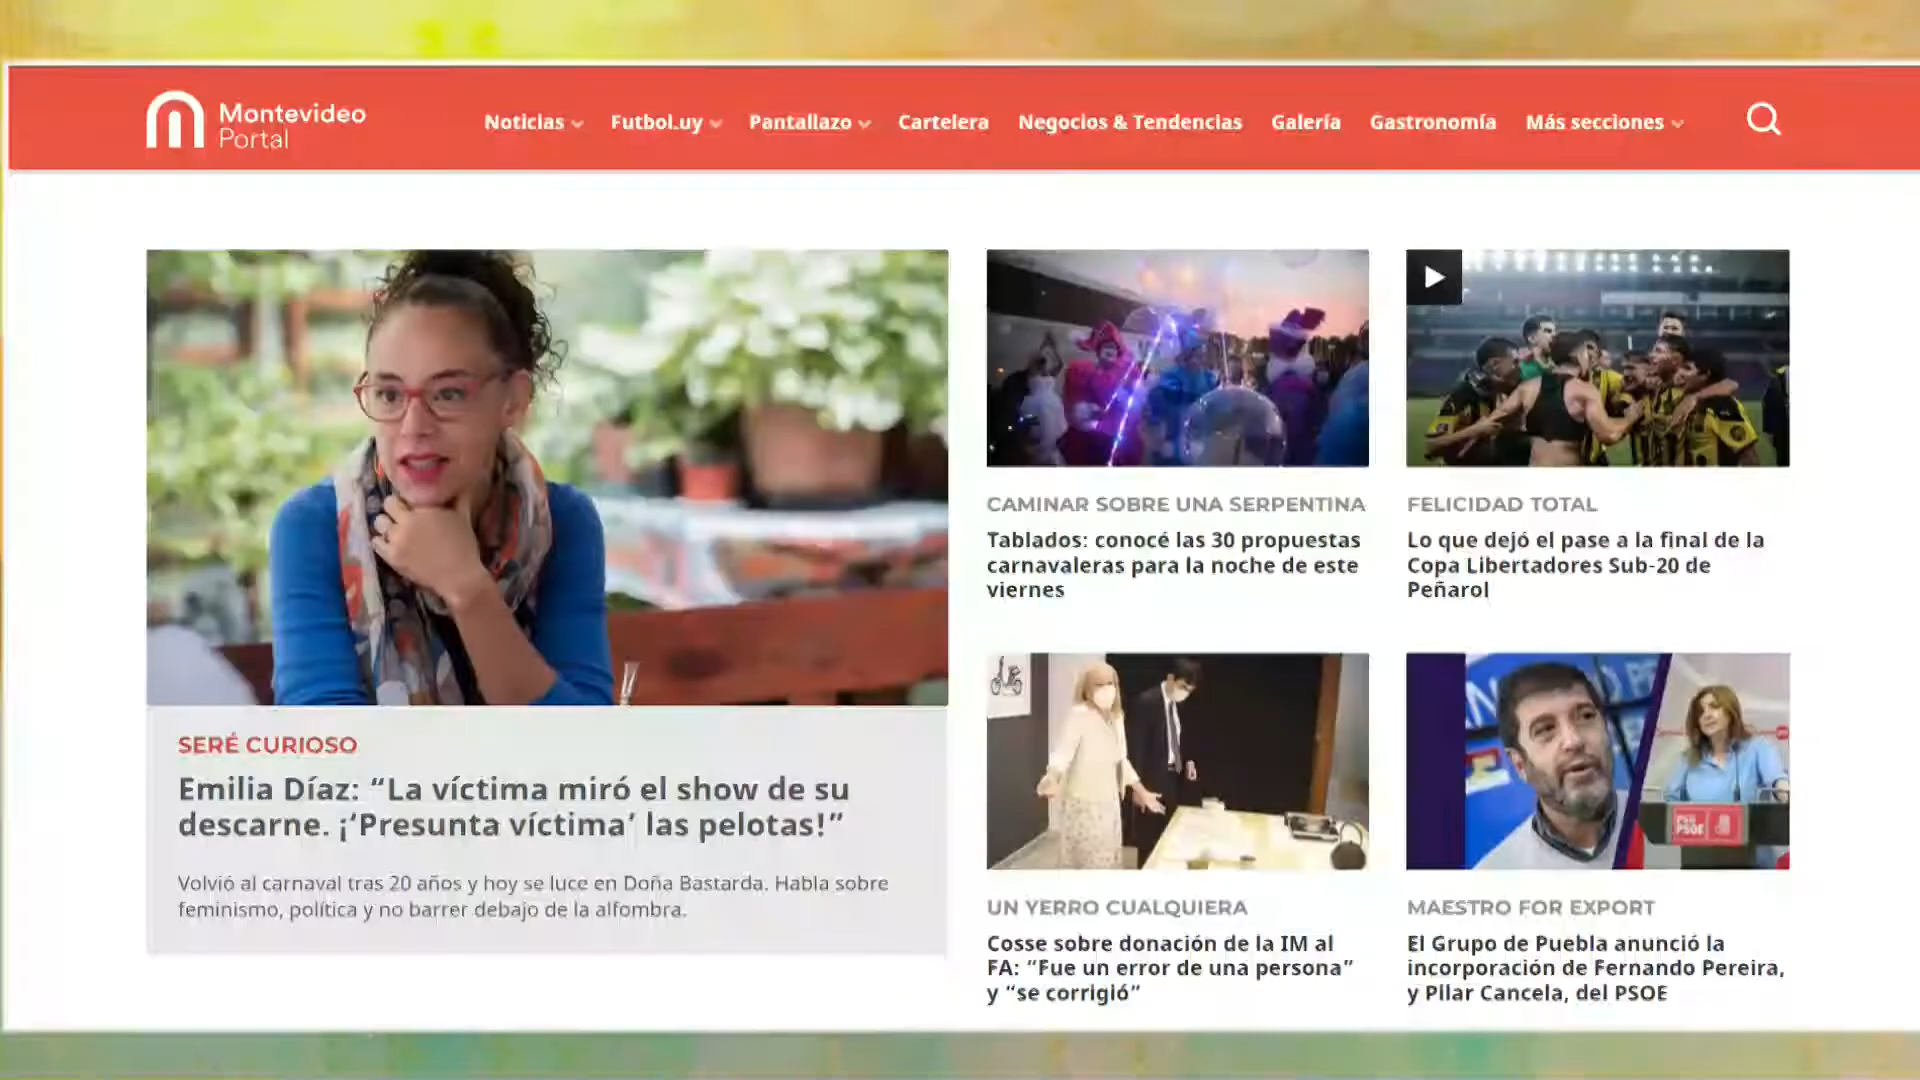 Montevideo
Portal
Noticias
Futbol.uy
Pantallazo
Cartelera
Negocios & Tendencias
Galería
Gastronomía
Más secciones
SERÉ CURIOSO
Emilia Díaz: “La víctima miró el show de su
descarne. ¡‘Presunta víctima’ las pelotas!”
Volvió al carnaval tras 20 años y hoy se luce en Doña Bastarda. Habla sobre
feminismo, política y no barrer debajo de la alfombra.
CAMINAR SOBRE UNA SERPENTINA
Tablados: conocé las 30 propuestas
carnavaleras para la noche de este
viernes
FELICIDAD TOTAL
Lo que dejó el pase a la final de la
Copa Libertadores Sub-20 de
Peñarol
UN YERRO CUALQUIERA
Cosse sobre donación de la IM al
FA: “Fue un error de una persona”
y “se corrigió”
PSOE
MAESTRO FOR EXPORT
El Grupo de Puebla anunció la
incorporación de Fernando Pereira,
y Pilar Cancela, del PSOE